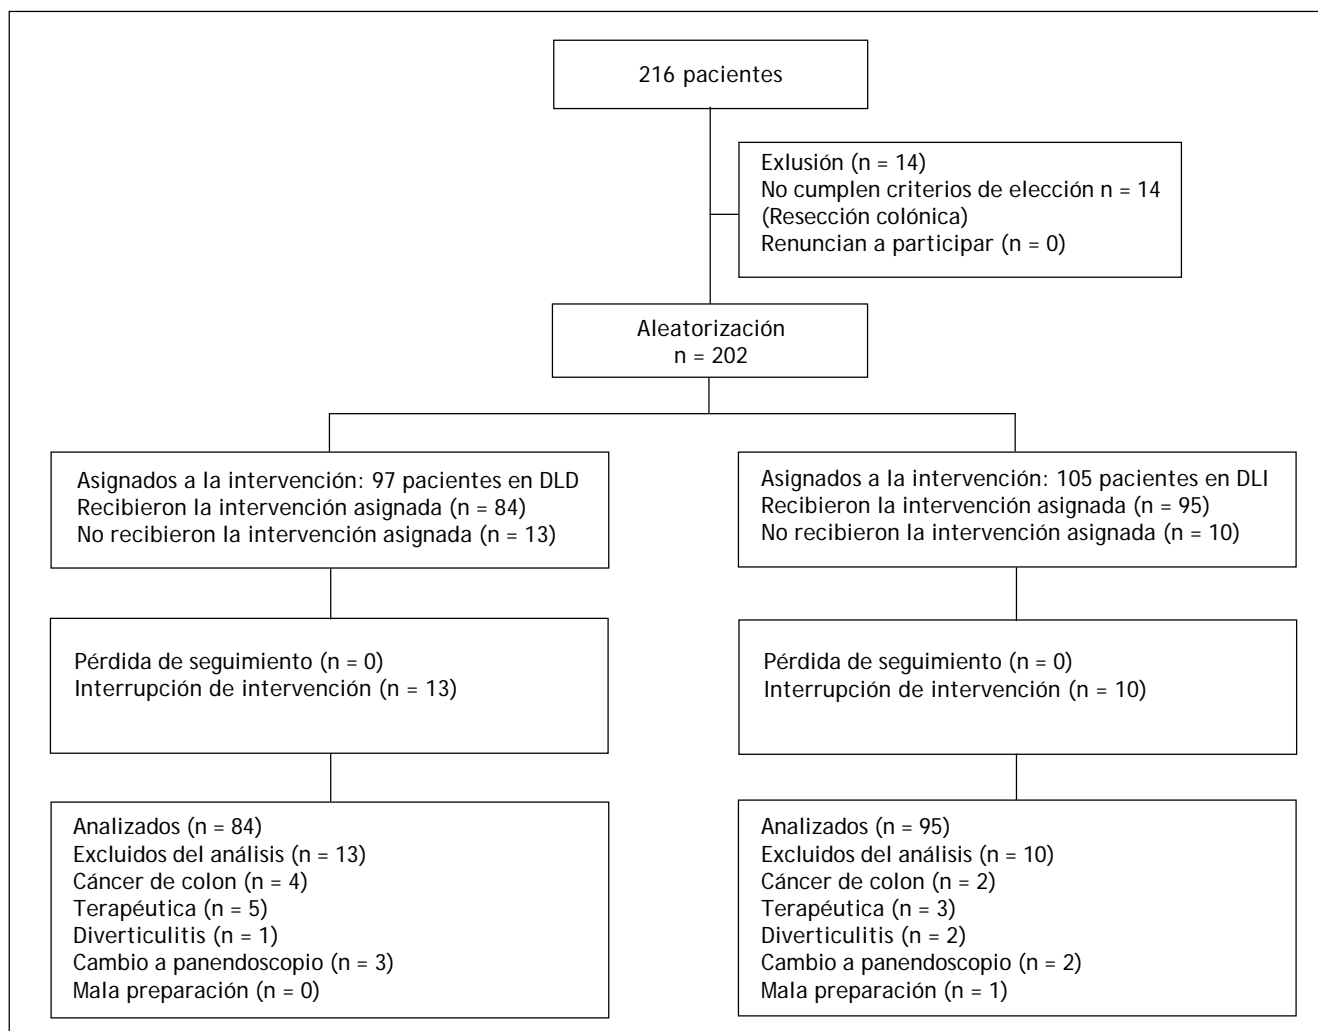 216 pacientes
Exlusión (n = 14)
No cumplen criterios de elección n = 14
(Resección colónica)
Renuncian a participar (n = 0)
Aleatorización
n = 202
Asignados a la intervención: 97 pacientes en DLD
Recibieron la intervención asignada (n = 84)
No recibieron la intervención asignada (n = 13)
Asignados a la intervención: 105 pacientes en DLI
Recibieron la intervención asignada (n = 95)
No recibieron la intervención asignada (n = 10)
Pérdida de seguimiento (n = 0)
Interrupción de intervención (n = 13)
Pérdida de seguimiento (n = 0)
Interrupción de intervención (n = 10)
Analizados (n = 84)
Excluidos del análisis (n = 13)
Cáncer de colon (n = 4)
Terapéutica (n = 5)
Diverticulitis (n = 1)
Cambio a panendoscopio (n = 3)
Mala preparación (n = 0)
Analizados (n = 95)
Excluidos del análisis (n = 10)
Cáncer de colon (n = 2)
Terapéutica (n = 3)
Diverticulitis (n = 2)
Cambio a panendoscopio (n = 2)
Mala preparación (n = 1)